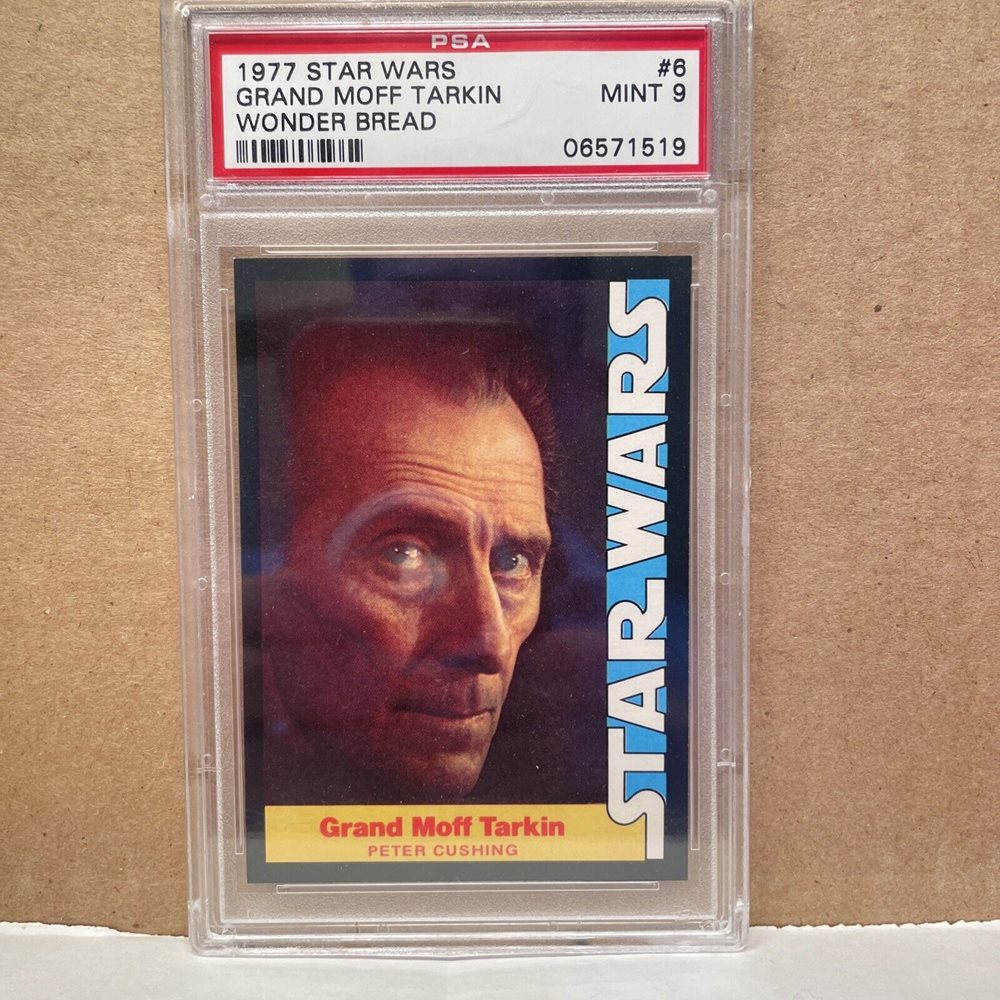 PSA
1977 STAR WARS #6
GRAND MOFF TARKIN MINT 9
WONDER BREAD
06571519
STAR WARS
Grand Moff Tarkin
PETER CUSHING